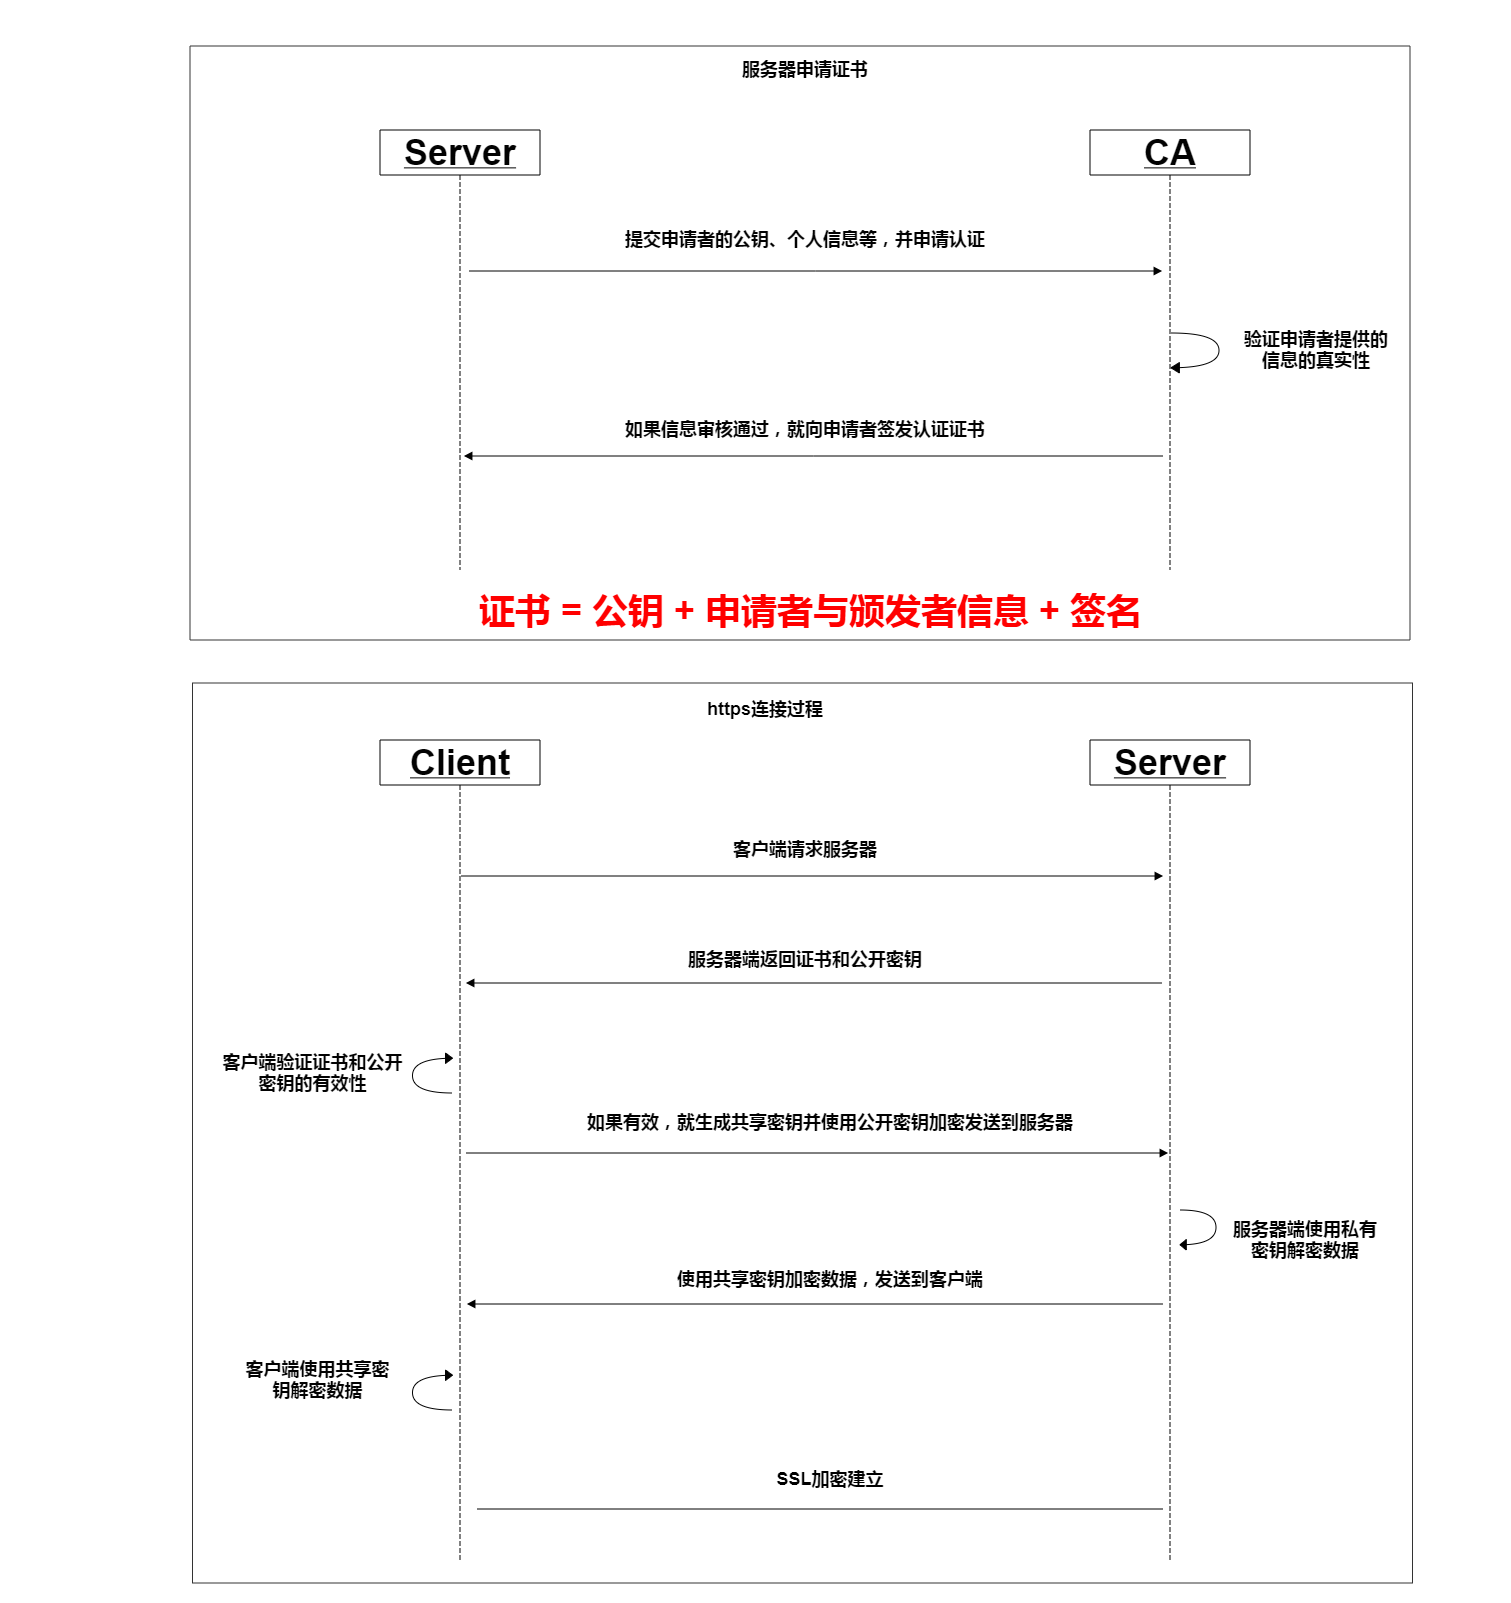 服务器申请证书
Server
CA
提交申请者的公钥、个人信息等，并申请认证
验证申请者提供的
信息的真实性
如果信息审核通过，就向申请者签发认证证书
证书 = 公钥 + 申请者与颁发者信息 + 签名
https连接过程
Client
Server
客户端请求服务器
服务器端返回证书和公开密钥
客户端验证证书和公开
密钥的有效性
如果有效，就生成共享密钥并使用公开密钥加密发送到服务器
服务器端使用私有
密钥解密数据
使用共享密钥加密数据，发送到客户端
客户端使用共享密
钥解密数据
SSL加密建立